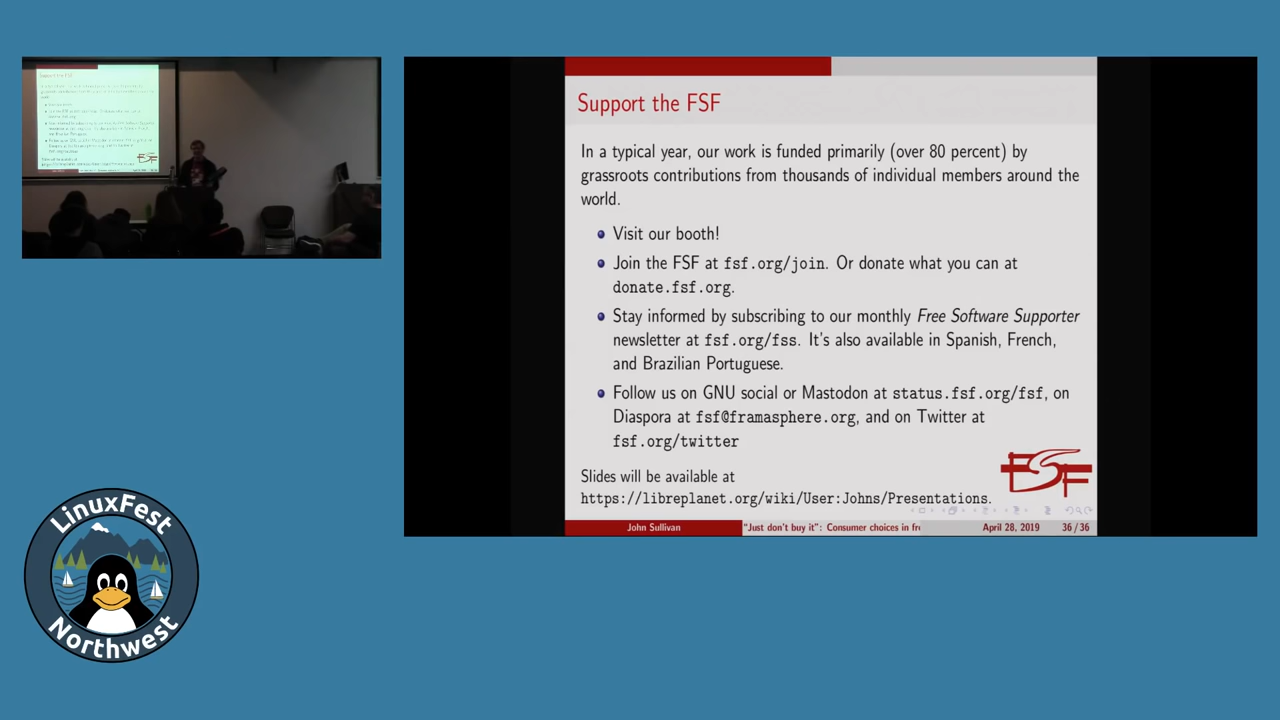 Support the FSF
In a typical year, our work is funded primarily (over 80 percent) by
grassroots contributions from thousands of individual members around the
world.
Visit our booth!
Join the FSF at fsf.org/join. Or donate what you can at
donate.fsf.org.
Stay informed by subscribing to our monthly Free Software Supporter
newsletter at fsf.org/fss. It's also available in Spanish, French,
and Brazilian Portuguese.
Follow us on GNU social or Mastodon at status.fsf.org/fsf, on
Diaspora at fsf@framasphere.org, and on Twitter at
fsf.org/twitter
Slides will be available at
https://libreplanet.org/wiki/User:Johns/Presentations.
FSF
John Sullivan
"Just don't buy it": Consumer choices in fr
April 28, 2019
36 / 36
Support the FSF
FSF
LinuxFest
Northwest